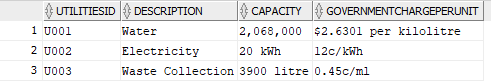 UTILITIESID DESCRIPTION CAPACITY GOVERNMENTCHARGEPERUNIT
1 U001 Water 2,068,000 $2.6301 per kilolitre
2 U002 Electricity 20 kWh 12c/kWh
3 U003 Waste Collection 3900 litre 0.45c/ml